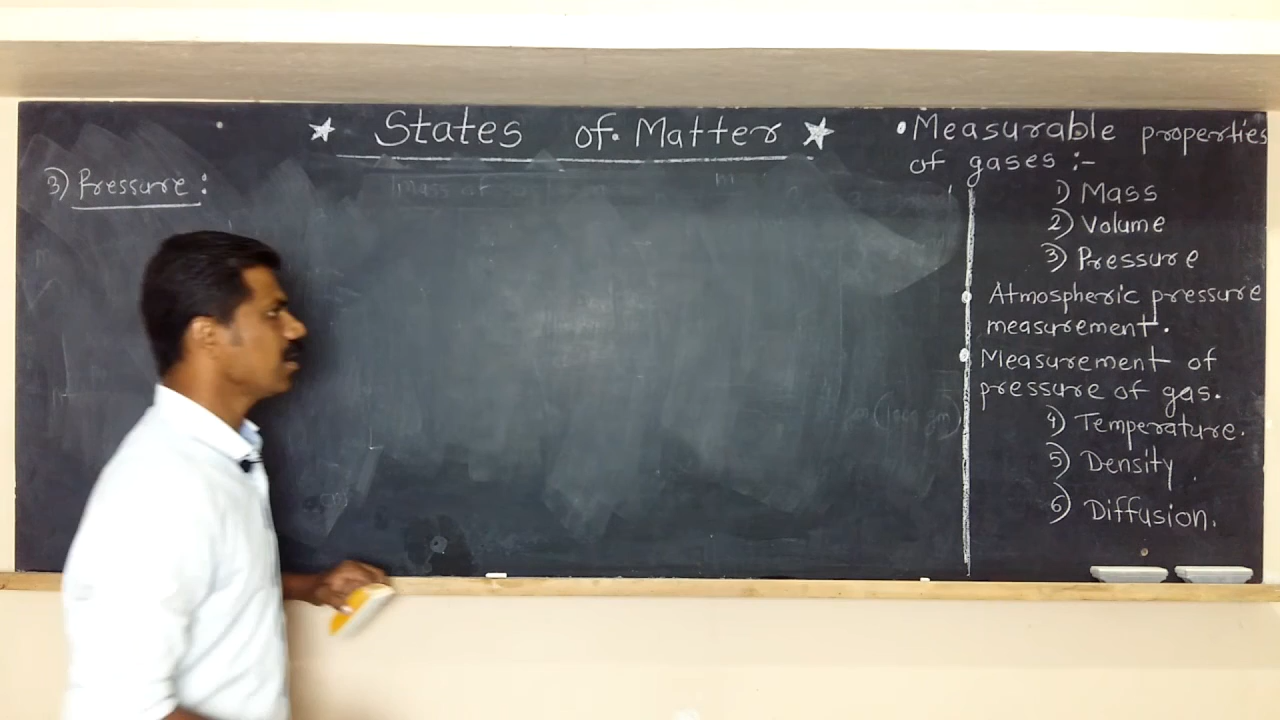 ★ States of Matter ★
3) Pressure :
• Measurable properties
of gases :-
1) Mass
2) Volume
3) Pressure
Atmospheric pressure
measurement.
Measurement of
pressure of gas.
4) Temperature.
5) Density.
6) Diffusion.